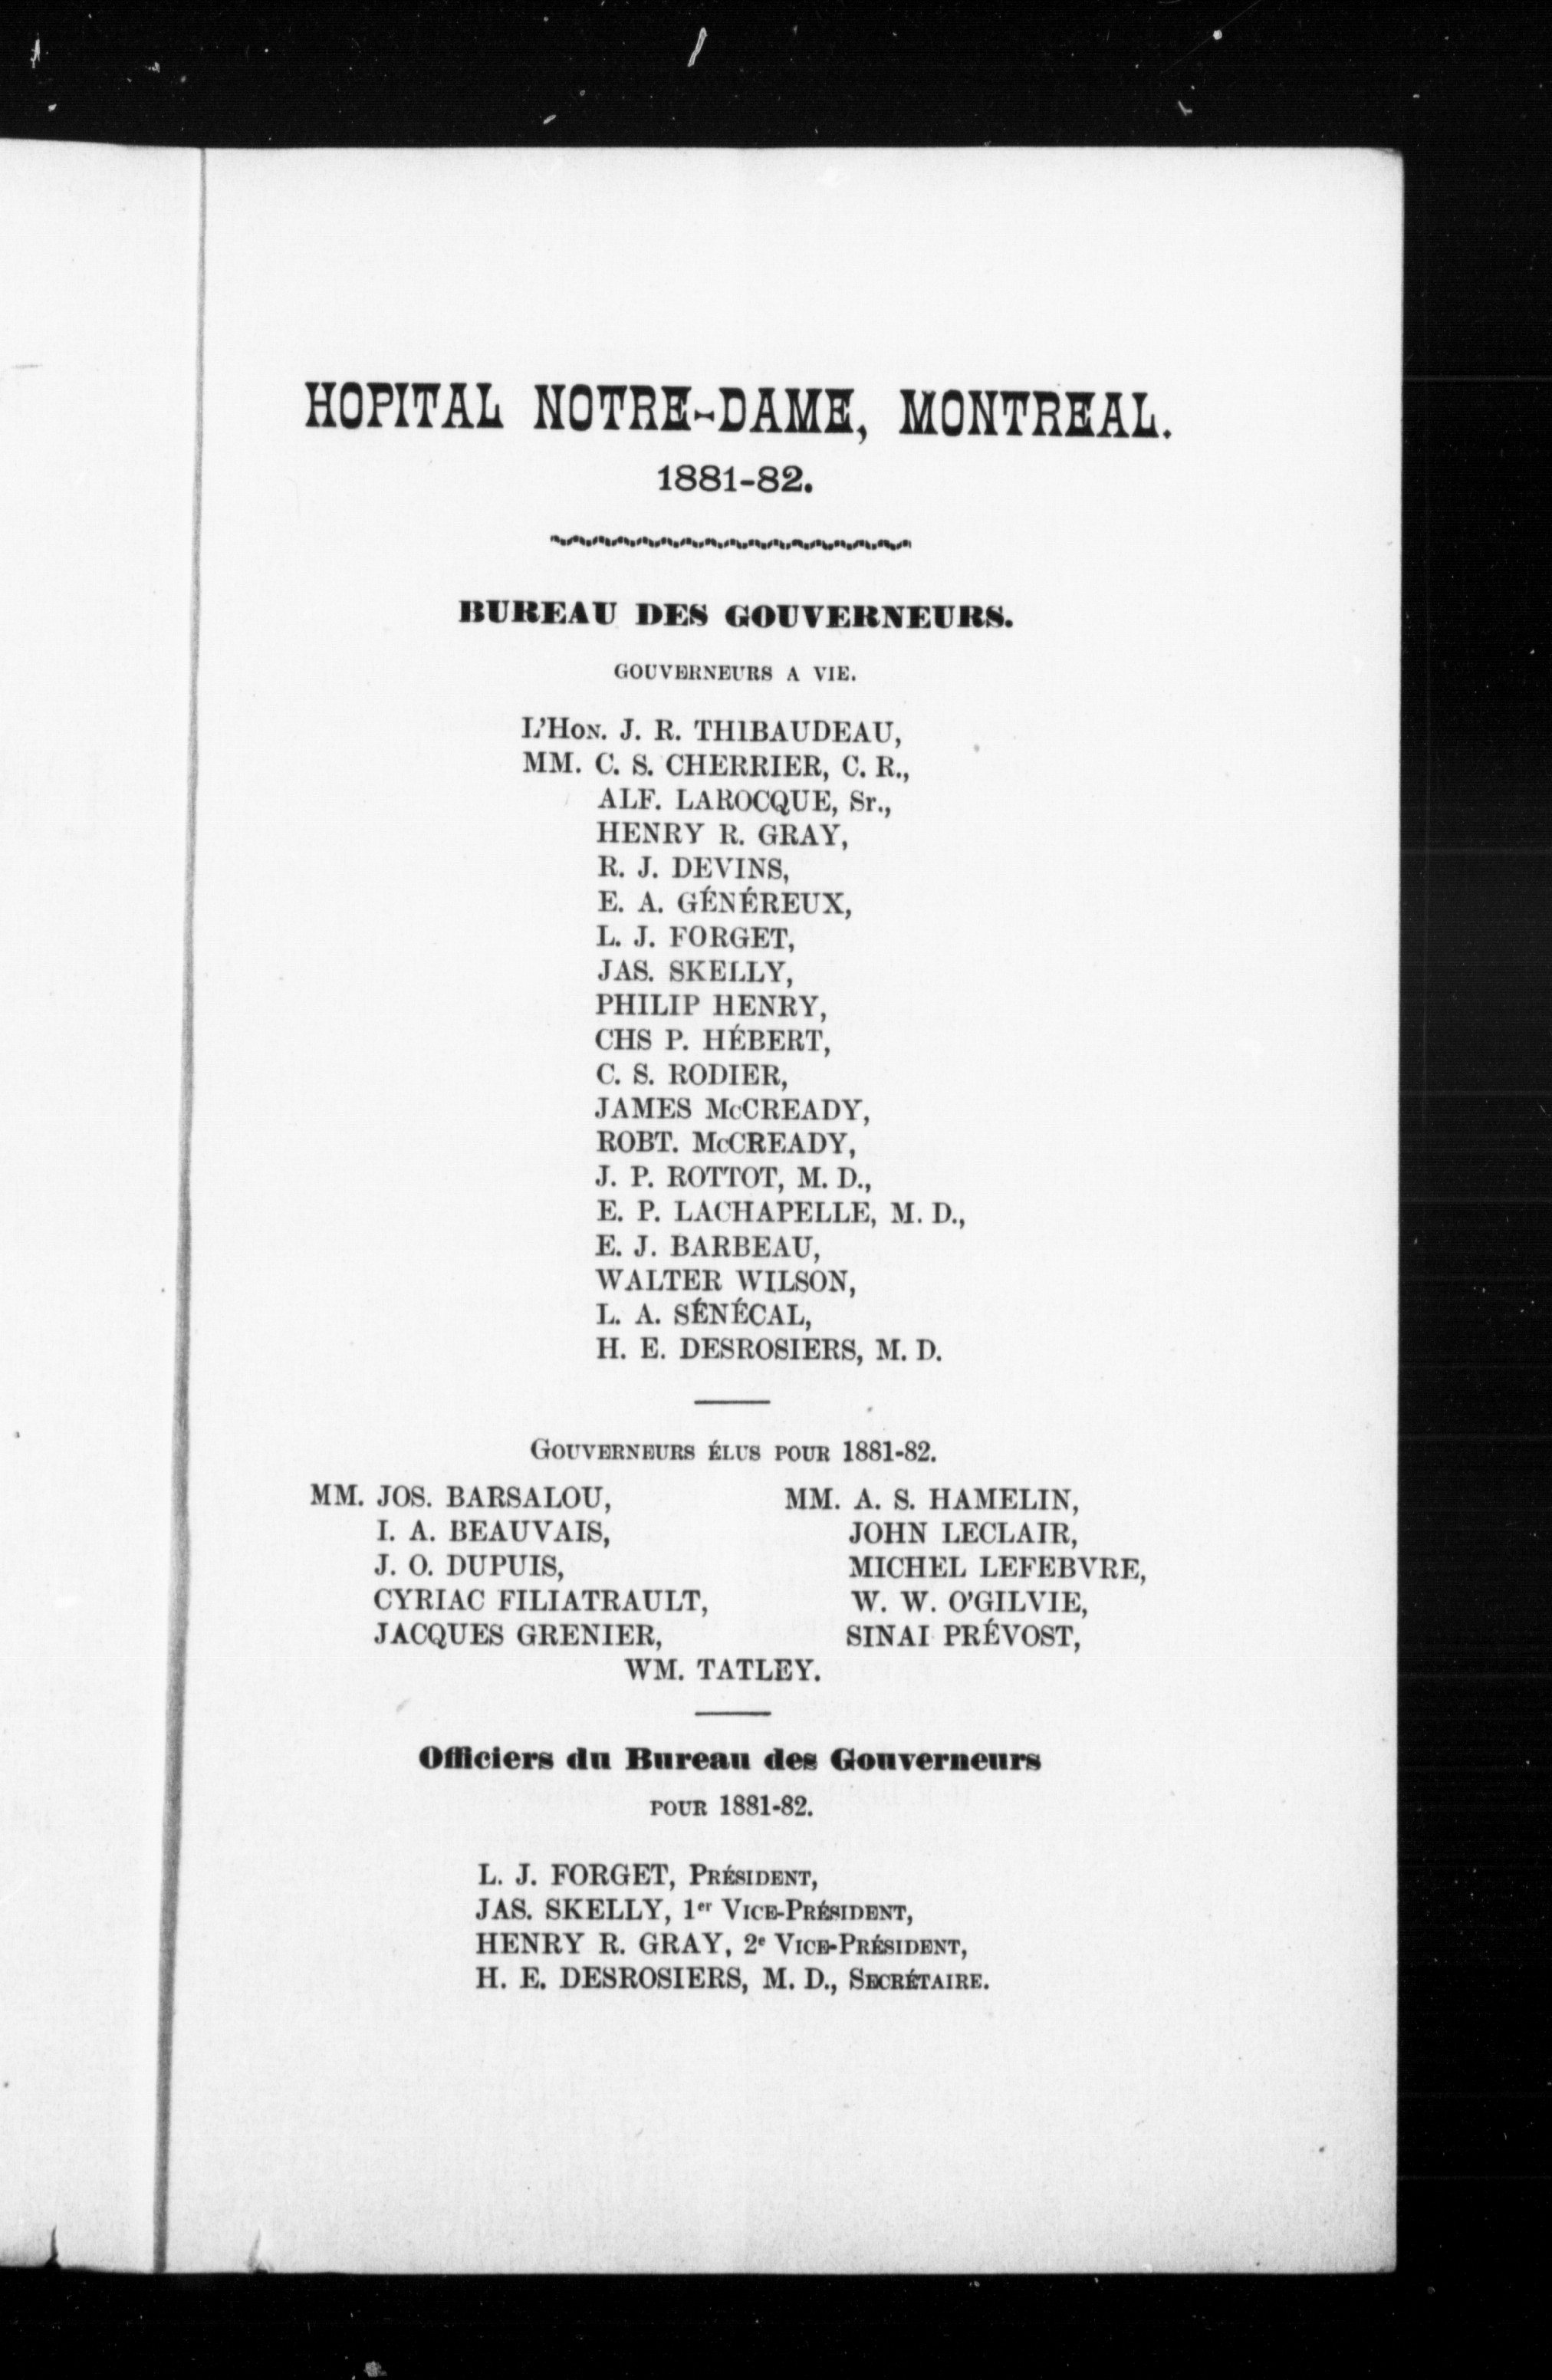 HOPITAL NOTRE-DAME, MONTREAL.
1881-82.
BUREAU DES GOUVERNEURS.
GOUVERNEURS A VIE.
L'HON. J. R. THIBAUDEAU,
MM. C. S. CHERRIER, C. R.,
ALF. LAROCQUE, Sr.,
HENRY R. GRAY,
R. J. DEVINS,
E. A. GÉNÉREUX,
L. J. FORGET,
JAS. SKELLY,
PHILIP HENRY,
CHS P. HÉBERT,
C. S. RODIER,
JAMES McCREADY,
ROBT. McCREADY,
J. P. ROTTOT, M. D.,
E. P. LACHAPELLE, M. D.,
E. J. BARBEAU,
WALTER WILSON,
L. A. SÉNÉCAL,
H. E. DESROSIERS, M. D.
GOUVERNEURS ÉLUS POUR 1881-82.
MM. JOS. BARSALOU,
I. A. BEAUVAIS,
J. O. DUPUIS,
CYRIAC FILIATRAULT,
JACQUES GRENIER,
MM. A. S. HAMELIN,
JOHN LECLAIR,
MICHEL LEFEBVRE,
W. W. O'GILVIE,
SINAI PRÉVOST,
WM. TATLEY.
Officiers du Bureau des Gouverneurs
POUR 1881-82.
L. J. FORGET, PRÉSIDENT,
JAS. SKELLY, 1er VICE-PRÉSIDENT,
HENRY R. GRAY, 2e VICE-PRÉSIDENT,
H. E. DESROSIERS, M. D., SECRÉTAIRE.